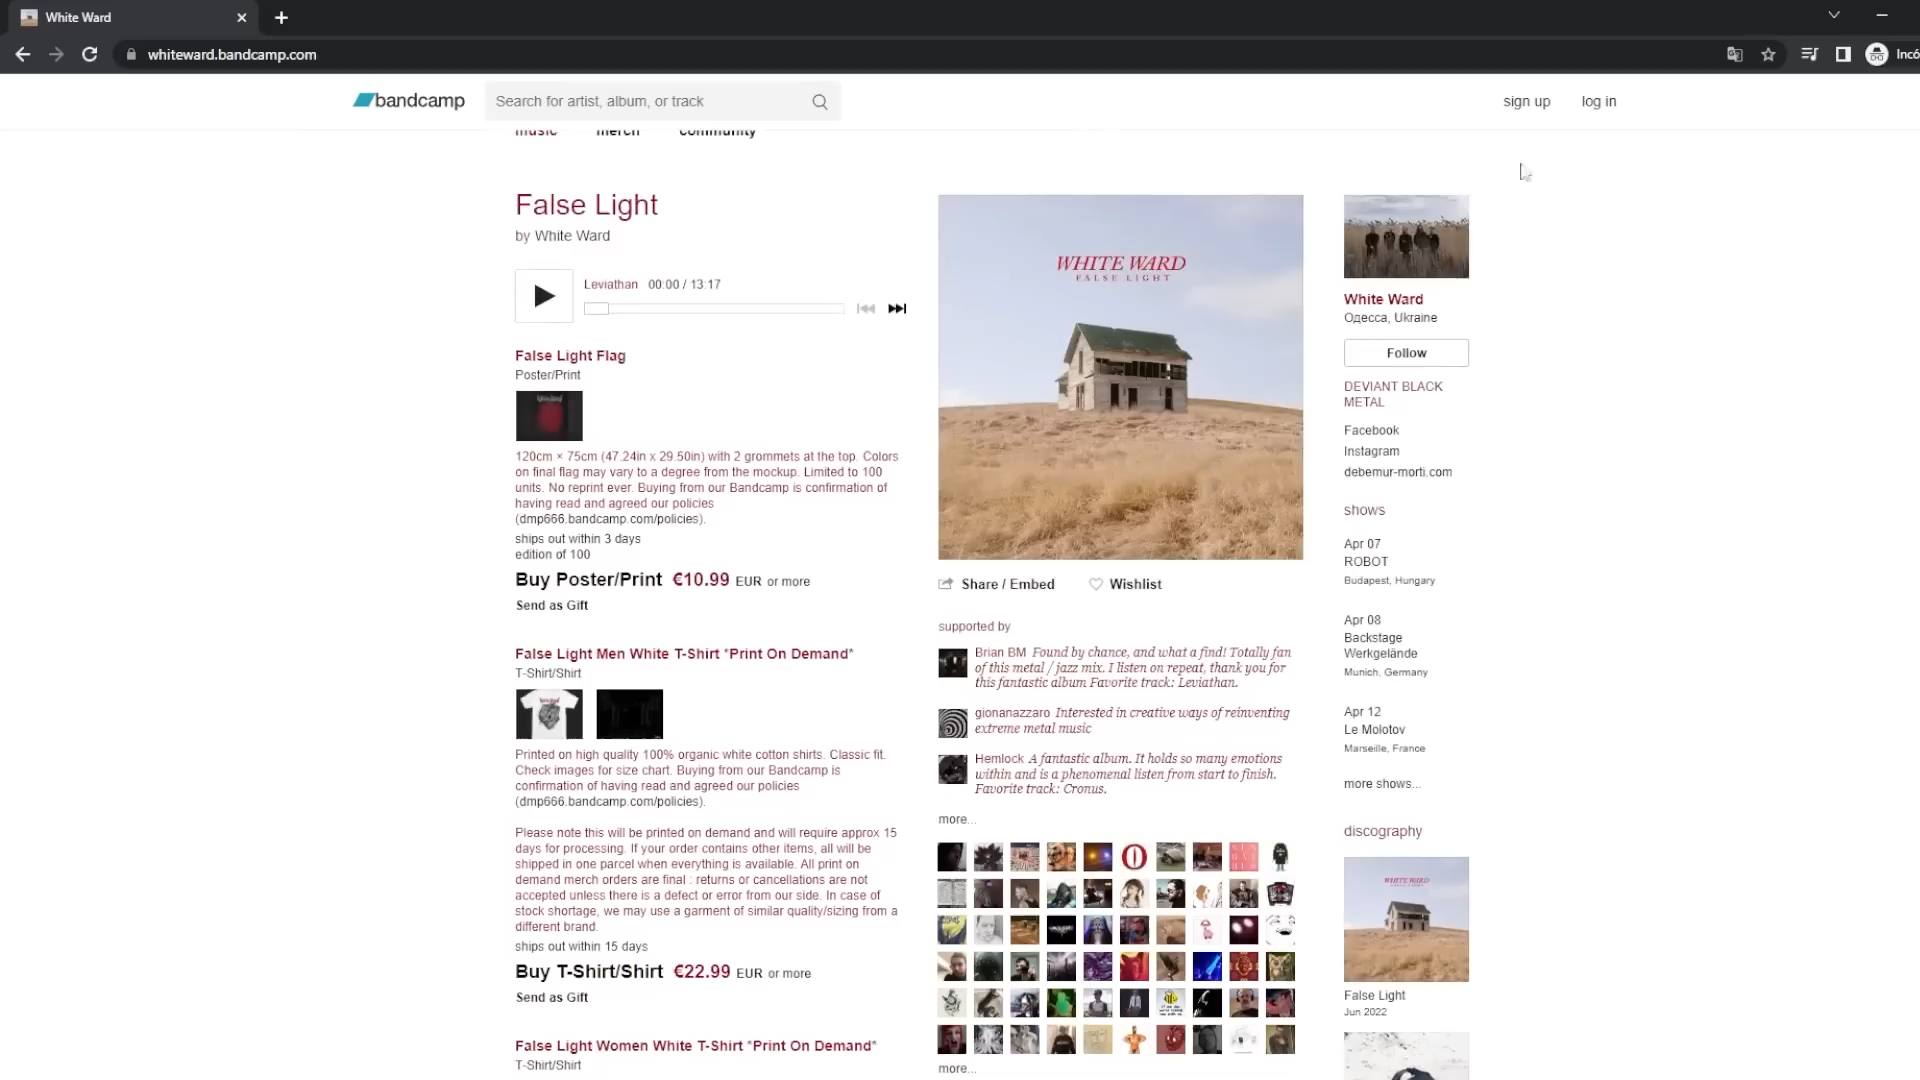 White Ward
whiteward.bandcamp.com
Incó
bandcamp
Search for artist, album, or track
sign up
log in
music
merch
community
False Light
by White Ward
Leviathan 00:00 / 13:17
False Light Flag
Poster/Print
120cm × 75cm (47.24in x 29.50in) with 2 grommets at the top. Colors
on final flag may vary to a degree from the mockup. Limited to 100
units. No reprint ever. Buying from our Bandcamp is confirmation of
having read and agreed our policies
(dmp666.bandcamp.com/policies).
ships out within 3 days
edition of 100
Buy Poster/Print €10.99 EUR or more
Send as Gift
False Light Men White T-Shirt *Print On Demand*
T-Shirt/Shirt
Printed on high quality 100% organic white cotton shirts. Classic fit.
Check images for size chart. Buying from our Bandcamp is
confirmation of having read and agreed our policies
(dmp666.bandcamp.com/policies).
Please note this will be printed on demand and will require approx 15
days for processing. If your order contains other items, all will be
shipped in one parcel when everything is available. All print on
demand merch orders are final : returns or cancellations are not
accepted unless there is a defect or error from our side. In case of
stock shortage, we may use a garment of similar quality/sizing from a
different brand.
ships out within 15 days
Buy T-Shirt/Shirt €22.99 EUR or more
Send as Gift
False Light Women White T-Shirt *Print On Demand*
T-Shirt/Shirt
WHITE WARD
FALSE LIGHT
Share / Embed
Wishlist
supported by
Brian BM Found by chance, and what a find! Totally fan
of this metal / jazz mix. I listen on repeat, thank you for
this fantastic album Favorite track: Leviathan.
gionanazzaro Interested in creative ways of reinventing
extreme metal music
Hemlock A fantastic album. It holds so many emotions
within and is a phenomenal listen from start to finish.
Favorite track: Cronus.
more...
more...
White Ward
Одесса, Ukraine
Follow
DEVIANT BLACK
METAL
Facebook
Instagram
debemur-morti.com
shows
Apr 07
ROBOT
Budapest, Hungary
Apr 08
Backstage
Werkgelände
Munich, Germany
Apr 12
Le Molotov
Marseille, France
more shows...
discography
WHITE WARD
False Light
Jun 2022